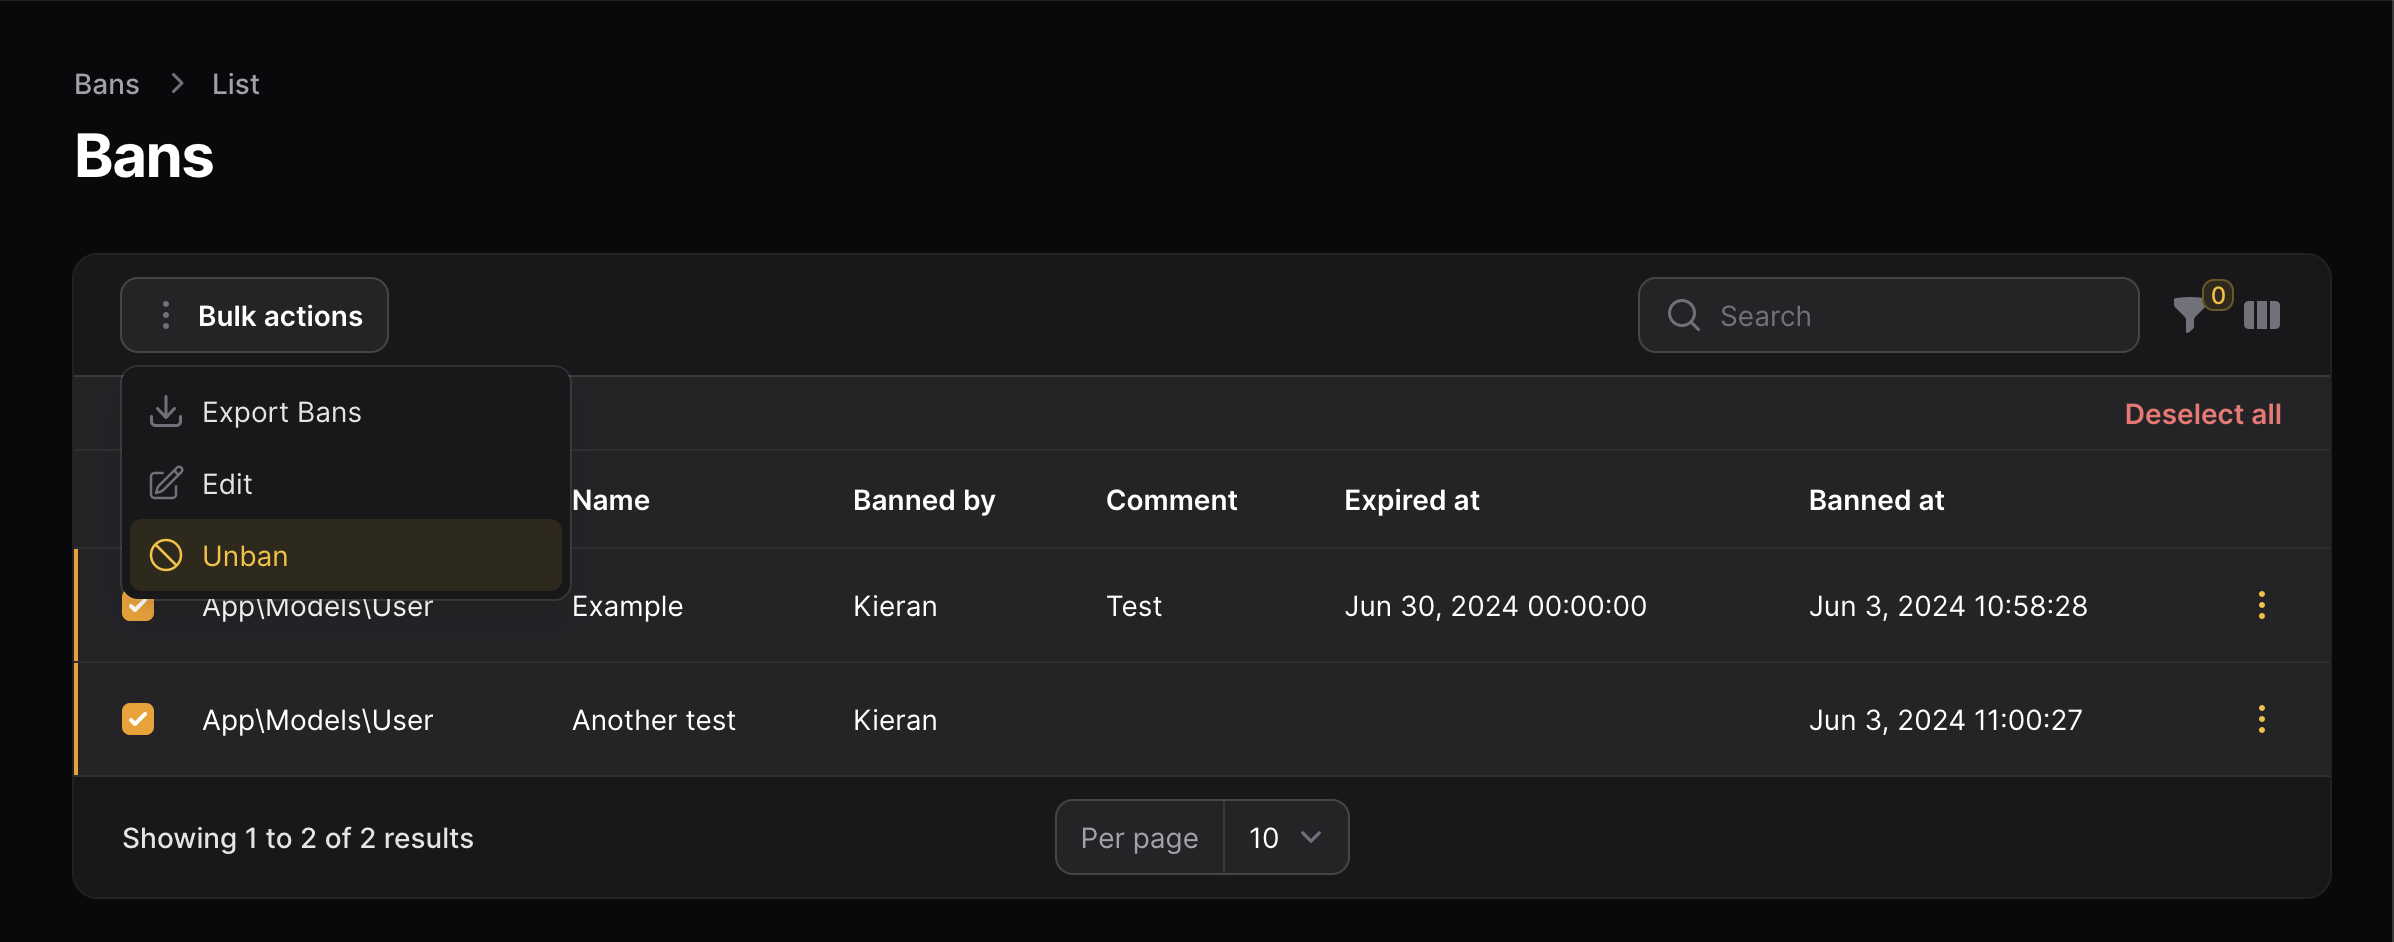 Bans > List
Bans
Bulk actions
Search
0
Export Bans
Deselect all
Edit
Name Banned by Comment Expired at Banned at
Unban
App\Models\User Example Kieran Test Jun 30, 2024 00:00:00 Jun 3, 2024 10:58:28
App\Models\User Another test Kieran Jun 3, 2024 11:00:27
Showing 1 to 2 of 2 results Per page 10